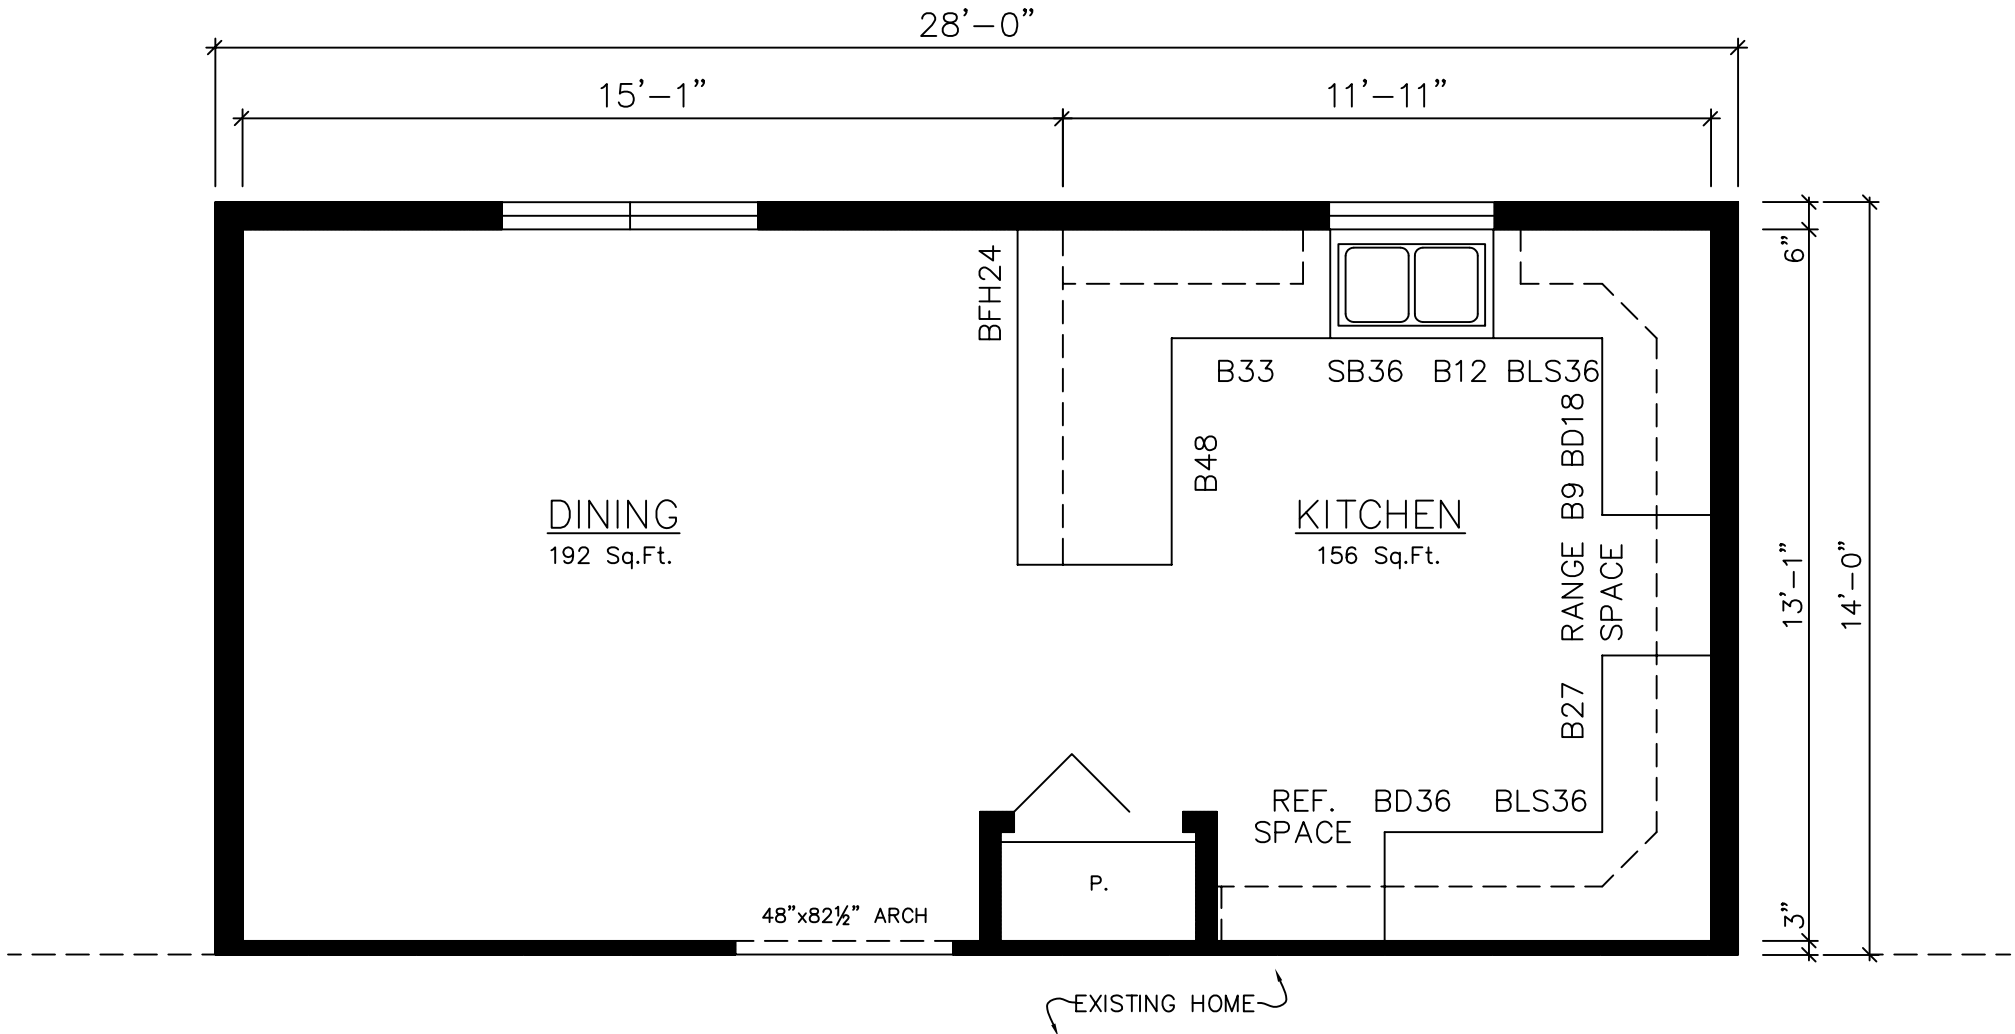 28'-0"
15'-1"
11'-11"
BFH24
6"
B33 SB36 B12 BLS36
BD18
B9
B48
DINING
192 Sq.Ft.
KITCHEN
156 Sq.Ft.
RANGE
SPACE
13'-1"
14'-0"
B27
REF.
SPACE
BD36
BLS36
P.
48"x82½" ARCH
3"
EXISTING HOME